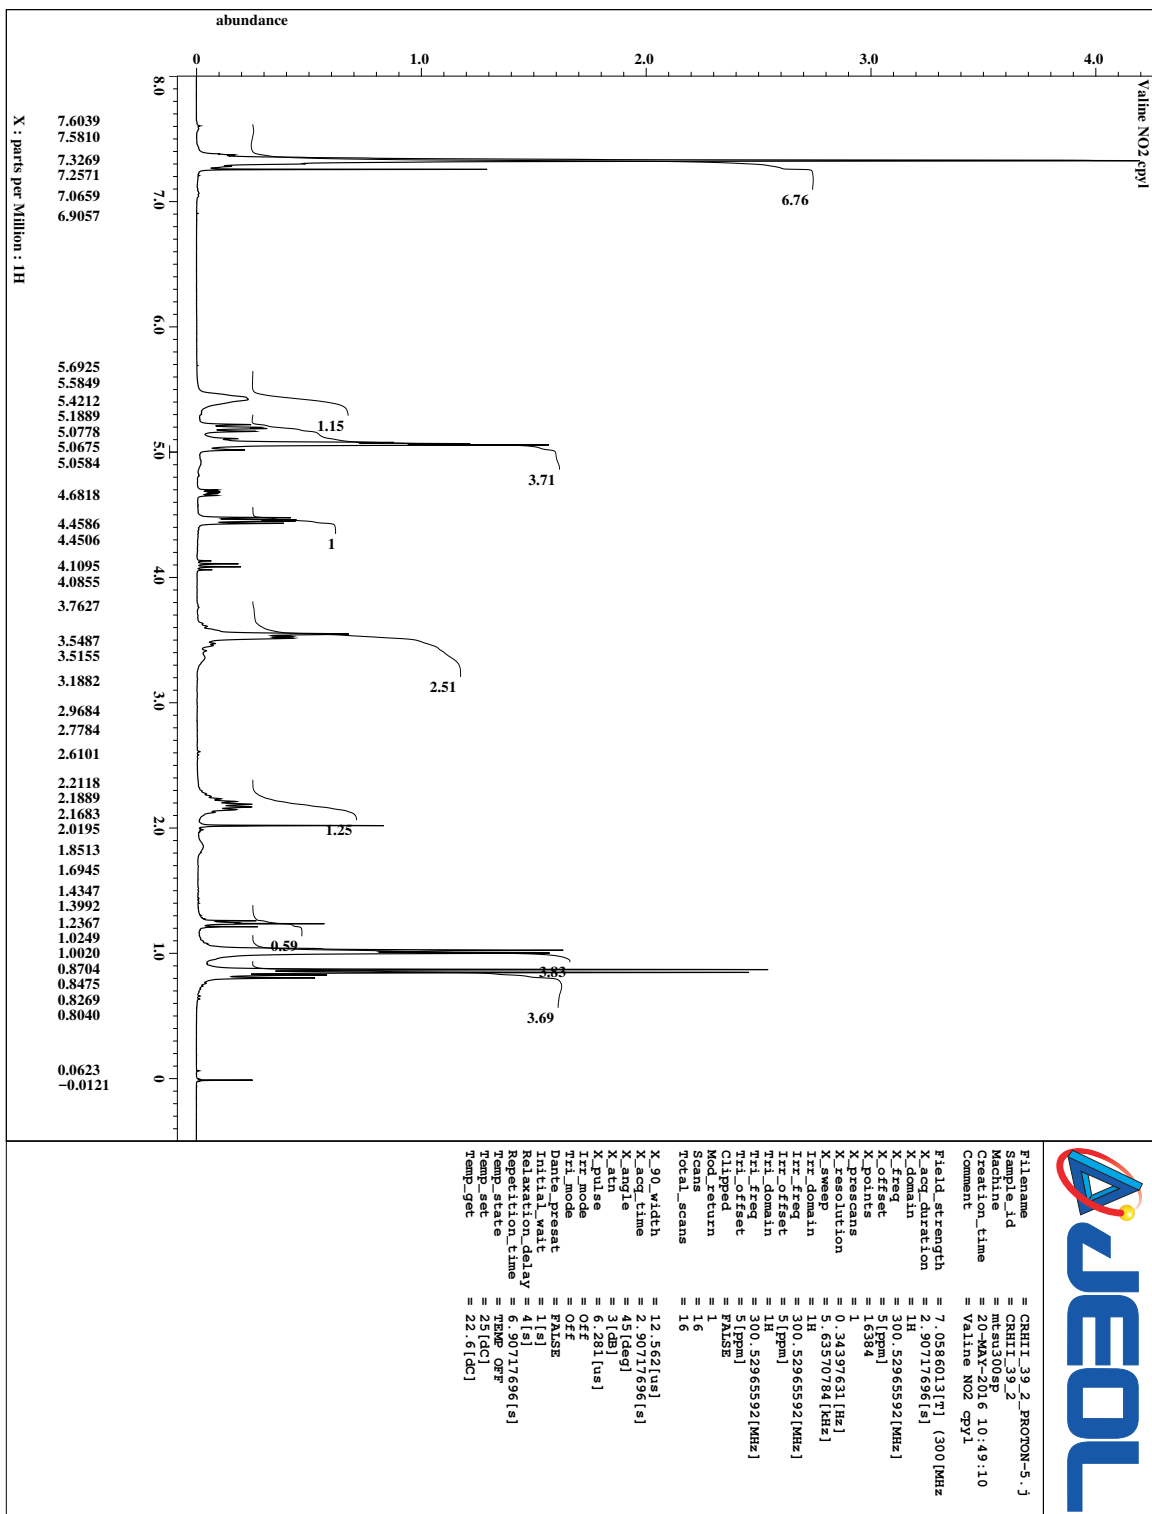 Valine NO2 cpyl
abundance
0 1.0 2.0 3.0 4.0
8.0 7.0 6.0 5.0 4.0 3.0 2.0 1.0 0
6.76
1.15
3.71
1
2.51
1.25
0.59
3.83
3.69
7.6039
7.5810
7.3269
7.2571
7.0659
6.9057
5.6925
5.5849
5.4212
5.1889
5.0778
5.0675
5.0584
4.6818
4.4586
4.4506
4.1095
4.0855
3.7627
3.5487
3.5155
3.1882
2.9684
2.7784
2.6101
2.2118
2.1889
2.1683
2.0195
1.8513
1.6945
1.4347
1.3992
1.2367
1.0249
1.0020
0.8704
0.8475
0.8269
0.8040
0.0623
−0.0121
X : parts per Million : 1H
JEOL
Filename = CRHII_39_2_PROTON-5.j
Sample_id = CRHII_39_2
Machine = mtsu300sp
Creation_time = 20-MAY-2016 10:49:10
Comment = Valine NO2 cpyl
Field_strength = 7.0586013[T] (300[MHz
X_acq_duration = 2.90717696[s]
X_domain = 1H
X_freq = 300.52965592[MHz]
X_offset = 5[ppm]
X_points = 16384
X_prescans = 1
X_resolution = 0.34397631[Hz]
X_sweep = 5.63570784[kHz]
Irr_domain = 1H
Irr_freq = 300.52965592[MHz]
Irr_offset = 5[ppm]
Tri_domain = 1H
Tri_freq = 300.52965592[MHz]
Tri_offset = 5[ppm]
Clipped = FALSE
Mod_return = 1
Scans = 16
Total_scans = 16
X_90_width = 12.562[us]
X_acq_time = 2.90717696[s]
X_angle = 45[deg]
X_atn = 3[dB]
X_pulse = 6.281[us]
Irr_mode = Off
Tri_mode = Off
Dante_presat = FALSE
Initial_wait = 1[s]
Relaxation_delay = 4[s]
Repetition_time = 6.90717696[s]
Temp_state = TEMP OFF
Temp_set = 25[dC]
Temp_get = 22.6[dC]